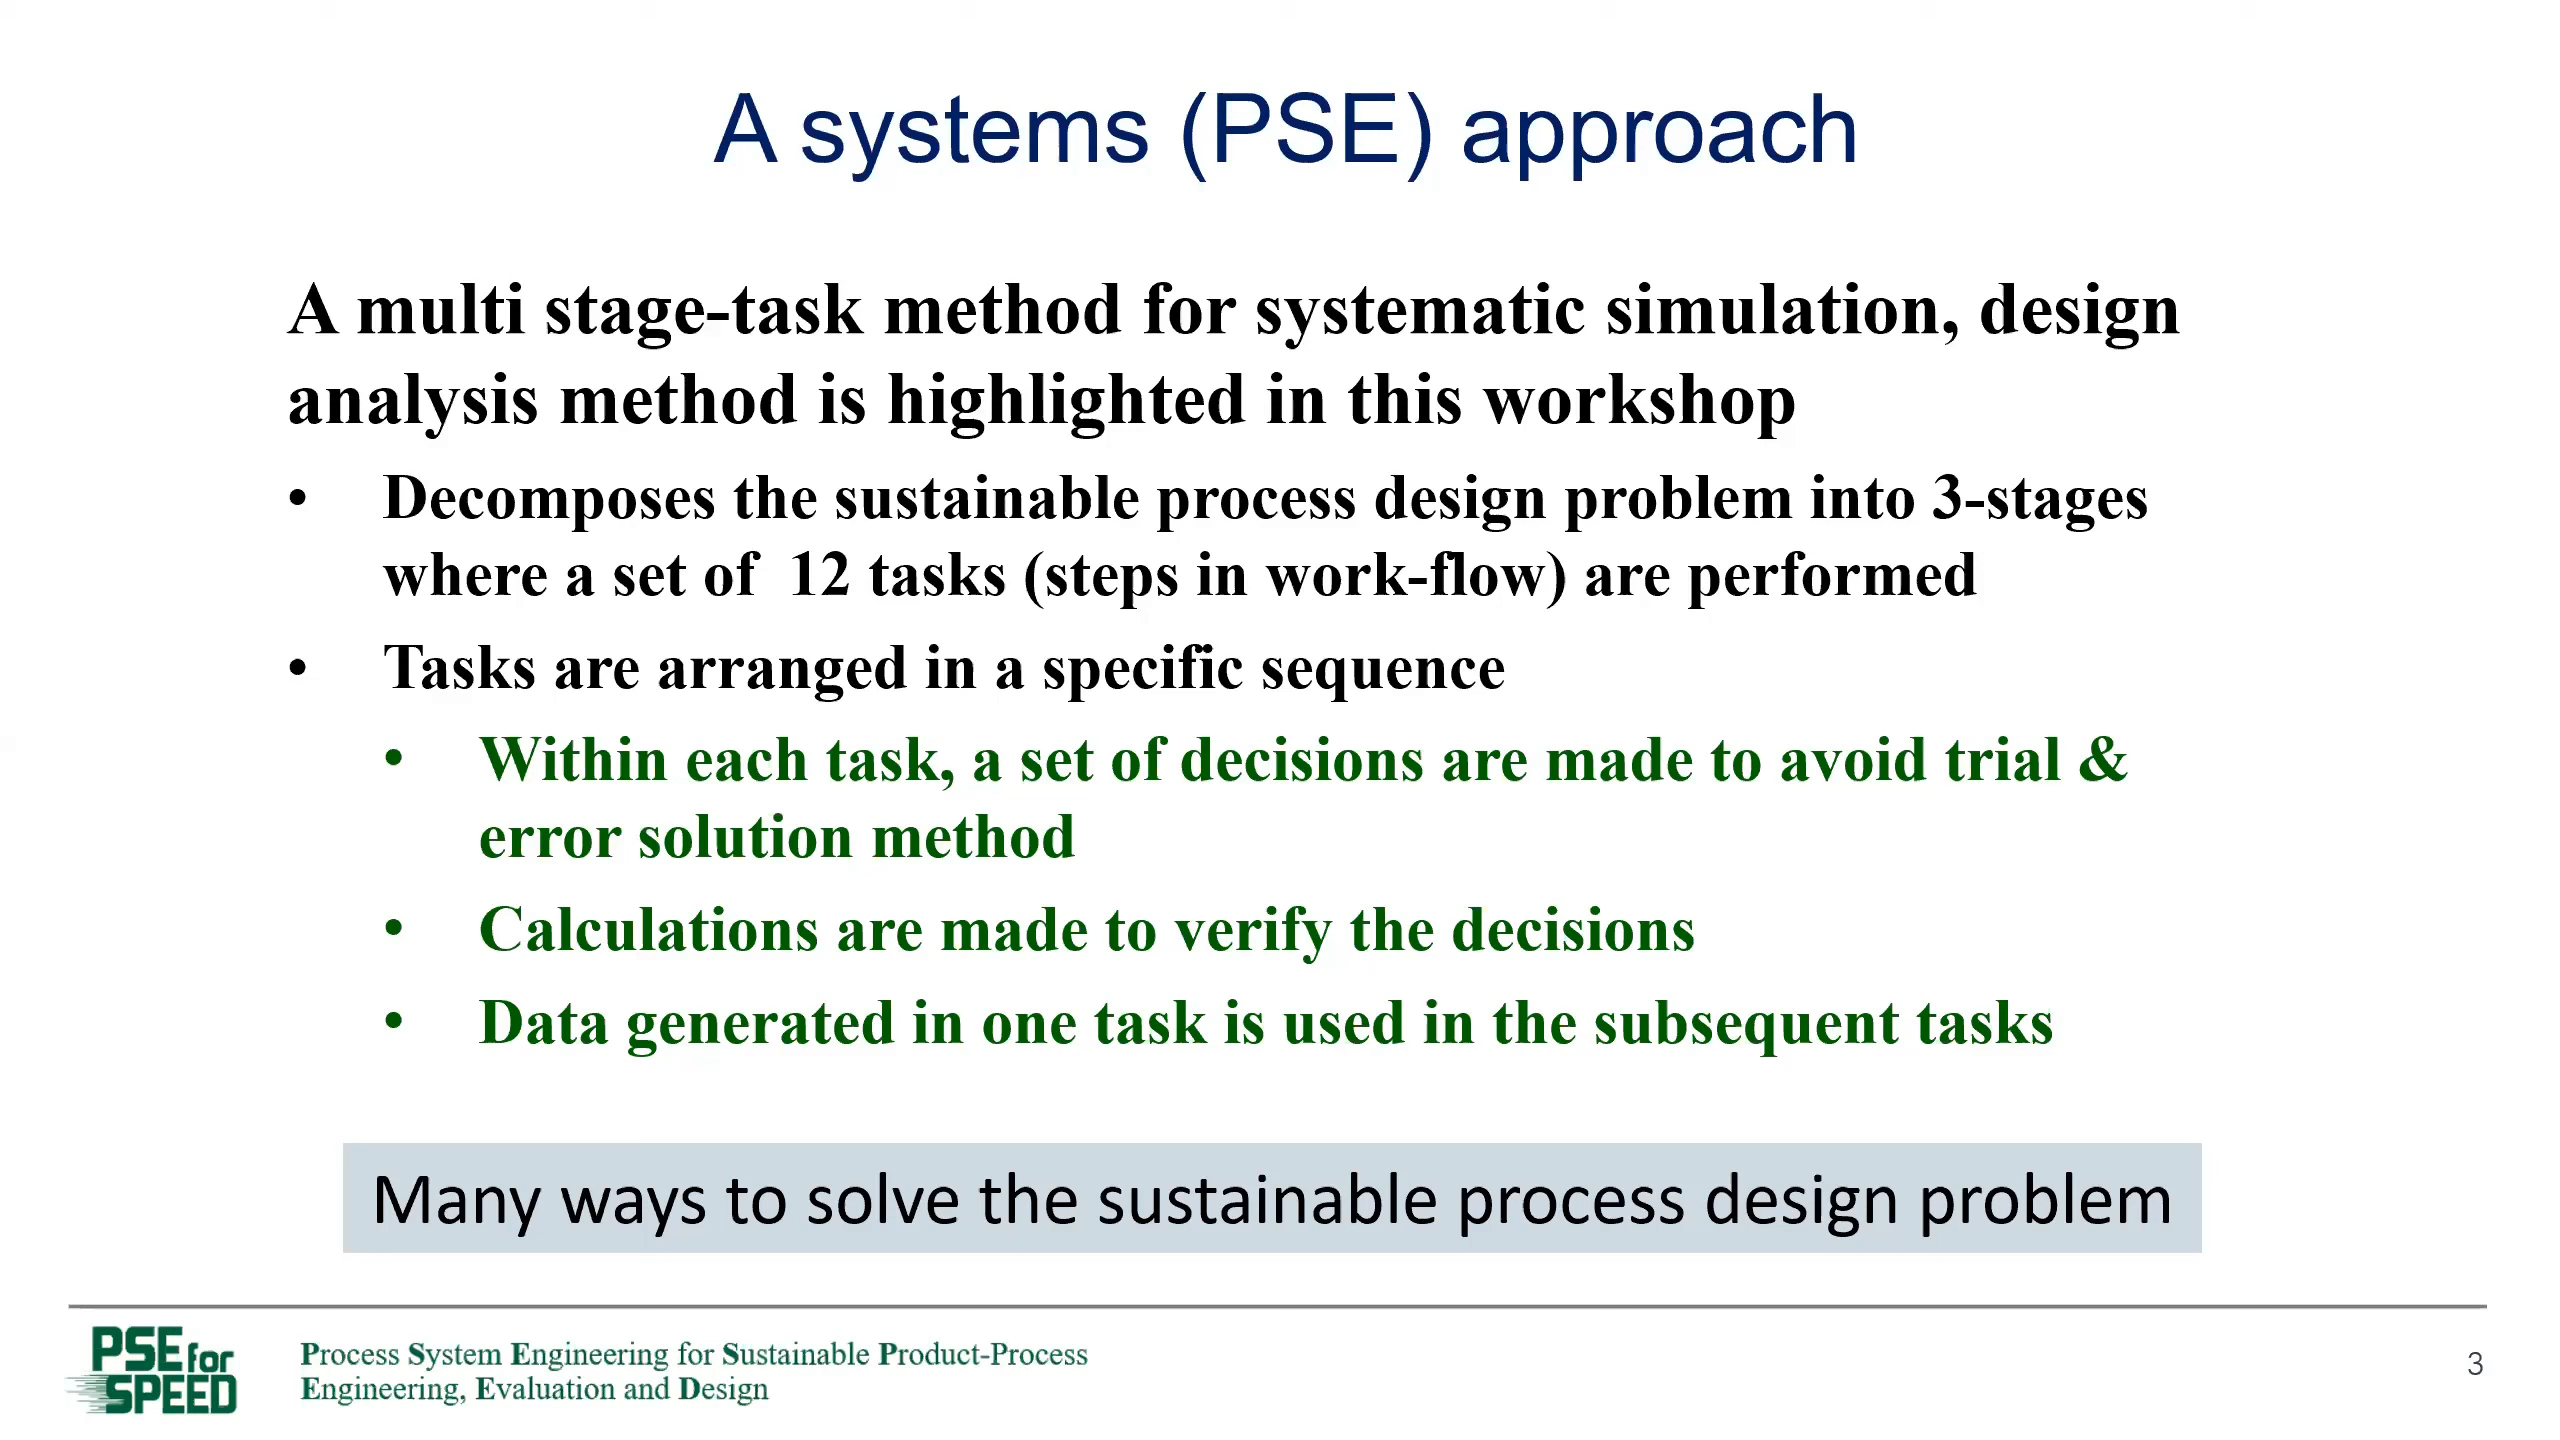 A systems (PSE) approach
A multi stage-task method for systematic simulation, design
analysis method is highlighted in this workshop
• Decomposes the sustainable process design problem into 3-stages
where a set of 12 tasks (steps in work-flow) are performed
• Tasks are arranged in a specific sequence
• Within each task, a set of decisions are made to avoid trial &
error solution method
• Calculations are made to verify the decisions
• Data generated in one task is used in the subsequent tasks
Many ways to solve the sustainable process design problem
PSE for
SPEED
Process System Engineering for Sustainable Product-Process
Engineering, Evaluation and Design
3